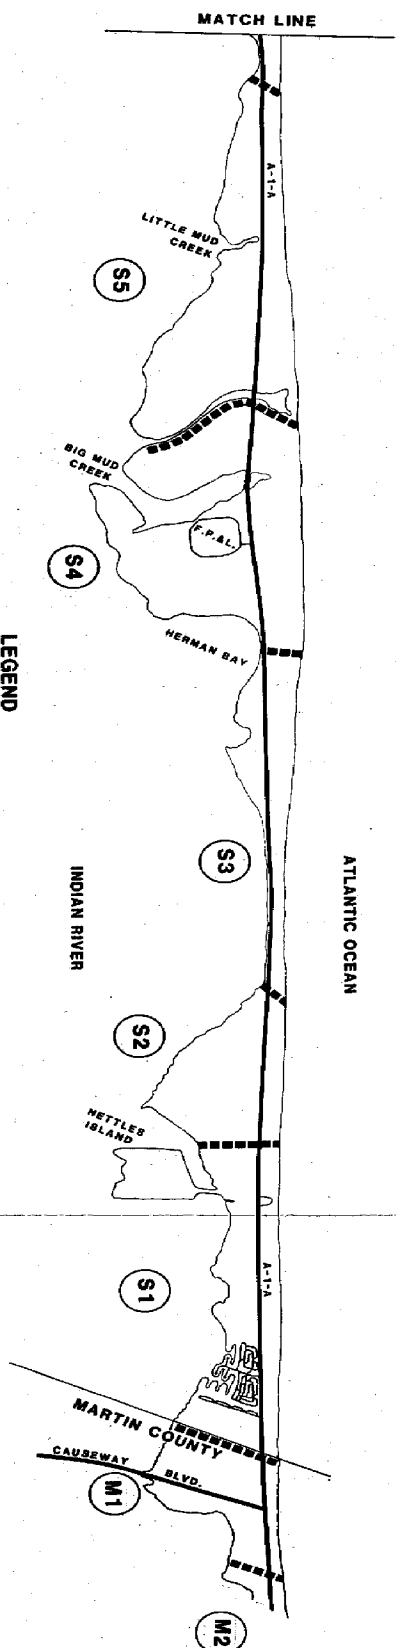 MATCH LINE
A-1-A
LITTLE MUD
CREEK
S5
BIG MUD
CREEK
F.P.&L.
S4
HERMAN BAY
LEGEND
S3
ATLANTIC OCEAN
INDIAN RIVER
S2
NETTLES
ISLAND
A-1-A
S1
MARTIN COUNTY
CAUSEWAY BLVD.
M1
M2